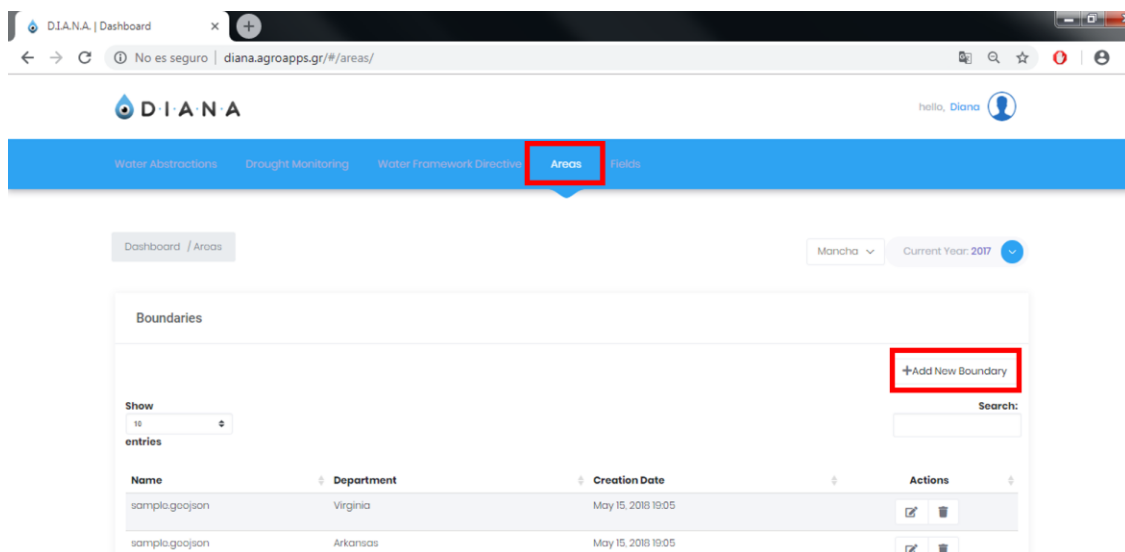 D.I.A.N.A. | Dashboard
No es seguro | diana.agroapps.gr/#/areas/
D·I·A·N·A
hello, Diana
Water Abstractions Drought Monitoring Water Framework Directive Areas Fields
Dashboard / Areas
Mancha Current Year: 2017
Boundaries
+Add New Boundary
Show
Search:
10
entries
Name Department Creation Date Actions
sample.geojson Virginia May 15, 2018 19:05
sample.geojson Arkansas May 15, 2018 19:05